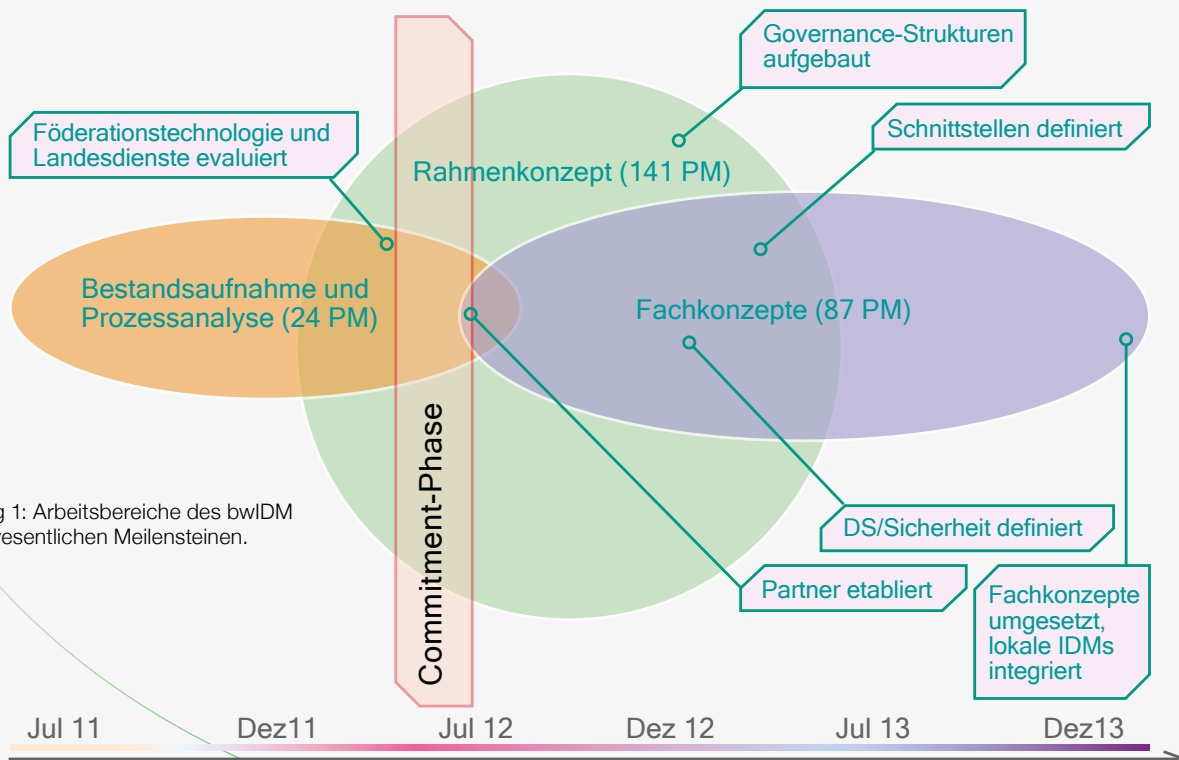 Governance-Strukturen
aufgebaut
Föderationstechnologie und
Landesdienste evaluiert
Schnittstellen definiert
Rahmenkonzept (141 PM)
Bestandsaufnahme und
Prozessanalyse (24 PM)
Fachkonzepte (87 PM)
Commitment-Phase
g 1: Arbeitsbereiche des bwIDM
esentlichen Meilensteinen.
DS/Sicherheit definiert
Partner etabliert
Fachkonzepte
umgesetzt,
lokale IDMs
integriert
Jul 11 Dez11 Jul 12 Dez 12 Jul 13 Dez13